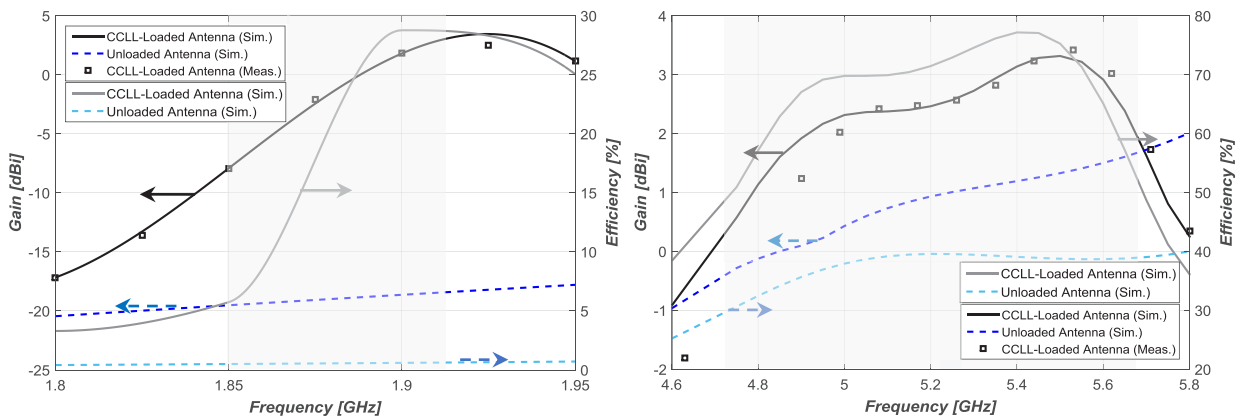 5
0
-5
-10
-15
-20
-25
Gain [dBi]
30
25
20
15
10
5
0
Efficiency [%]
1.8
1.85
1.9
1.95
Frequency [GHz]
CCLL-Loaded Antenna (Sim.)
Unloaded Antenna (Sim.)
CCLL-Loaded Antenna (Meas.)
CCLL-Loaded Antenna (Sim.)
Unloaded Antenna (Sim.)
4
3
2
1
0
-1
-2
Gain [dBi]
80
70
60
50
40
30
20
Efficiency [%]
4.6
4.8
5
5.2
5.4
5.6
5.8
Frequency [GHz]
CCLL-Loaded Antenna (Sim.)
Unloaded Antenna (Sim.)
CCLL-Loaded Antenna (Sim.)
Unloaded Antenna (Sim.)
CCLL-Loaded Antenna (Meas.)